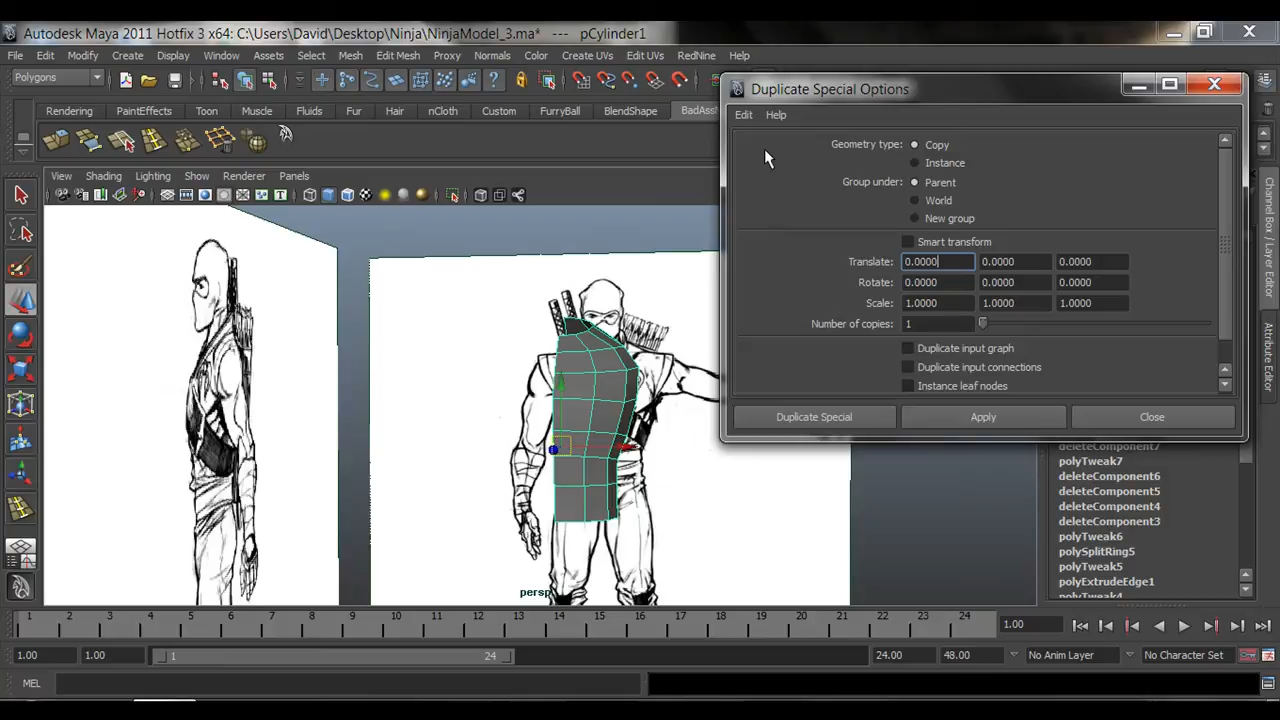 Autodesk Maya 2011 Hotfix 3 x64: C:\Users\David\Desktop\Ninja\NinjaModel_3.ma* --- pCylinder1
File Edit Modify Create Display Window Assets Select Mesh Edit Mesh Proxy Normals Color Create UVs Edit UVs RedNine Help
Polygons
Rendering PaintEffects Toon Muscle Fluids Fur Hair nCloth Custom FurryBall BlendShape BadAss
View Shading Lighting Show Renderer Panels
Duplicate Special Options
Edit Help
Geometry type: Copy
Instance
Group under: Parent
World
New group
Smart transform
Translate: 0.0000 0.0000 0.0000
Rotate: 0.0000 0.0000 0.0000
Scale: 1.0000 1.0000 1.0000
Number of copies: 1
Duplicate input graph
Duplicate input connections
Instance leaf nodes
Duplicate Special Apply Close
Channel Box / Layer Editor
Attribute Editor
deleteComponent7
polyTweak7
deleteComponent6
deleteComponent5
deleteComponent4
deleteComponent3
polyTweak6
polySplitRing5
polyTweak5
polyExtrudeEdge1
polyTweak4
persp
1 2 3 4 5 6 7 8 9 10 11 12 13 14 15 16 17 18 19 20 21 22 23 24 1.00
1.00 1.00 1 24 24.00 48.00 No Anim Layer No Character Set
MEL